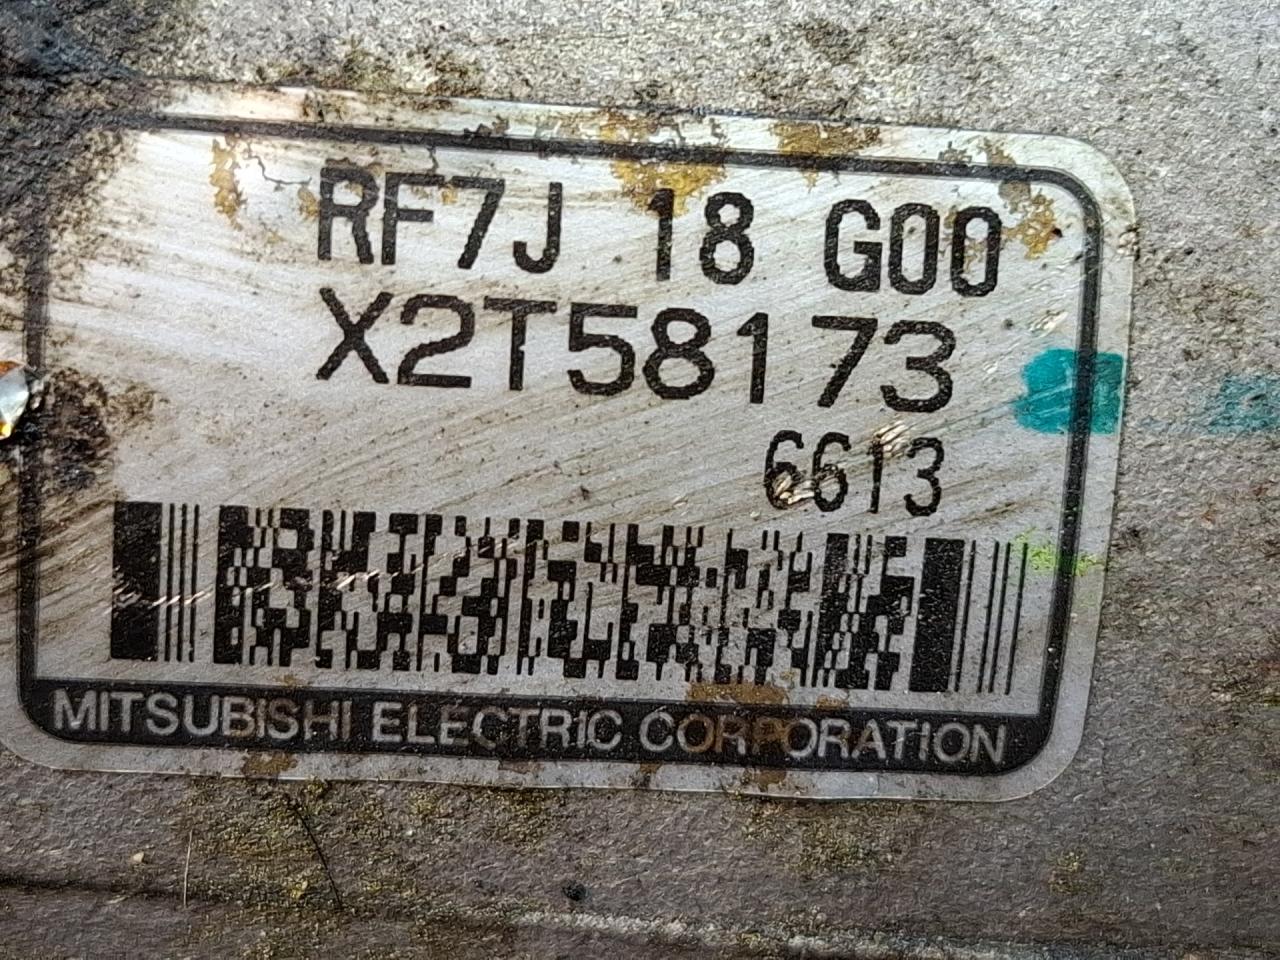 RF7J 18 G00
X2T58173
6613
MITSUBISHI ELECTRIC CORPORATION